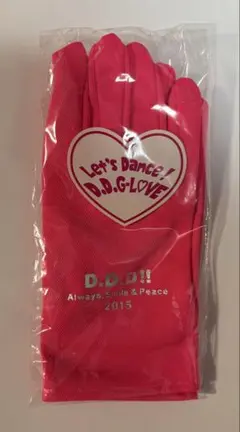 Let's Dance!
D.D.G-LOVE
D.D.D!!
Always Smile & Peace
2015